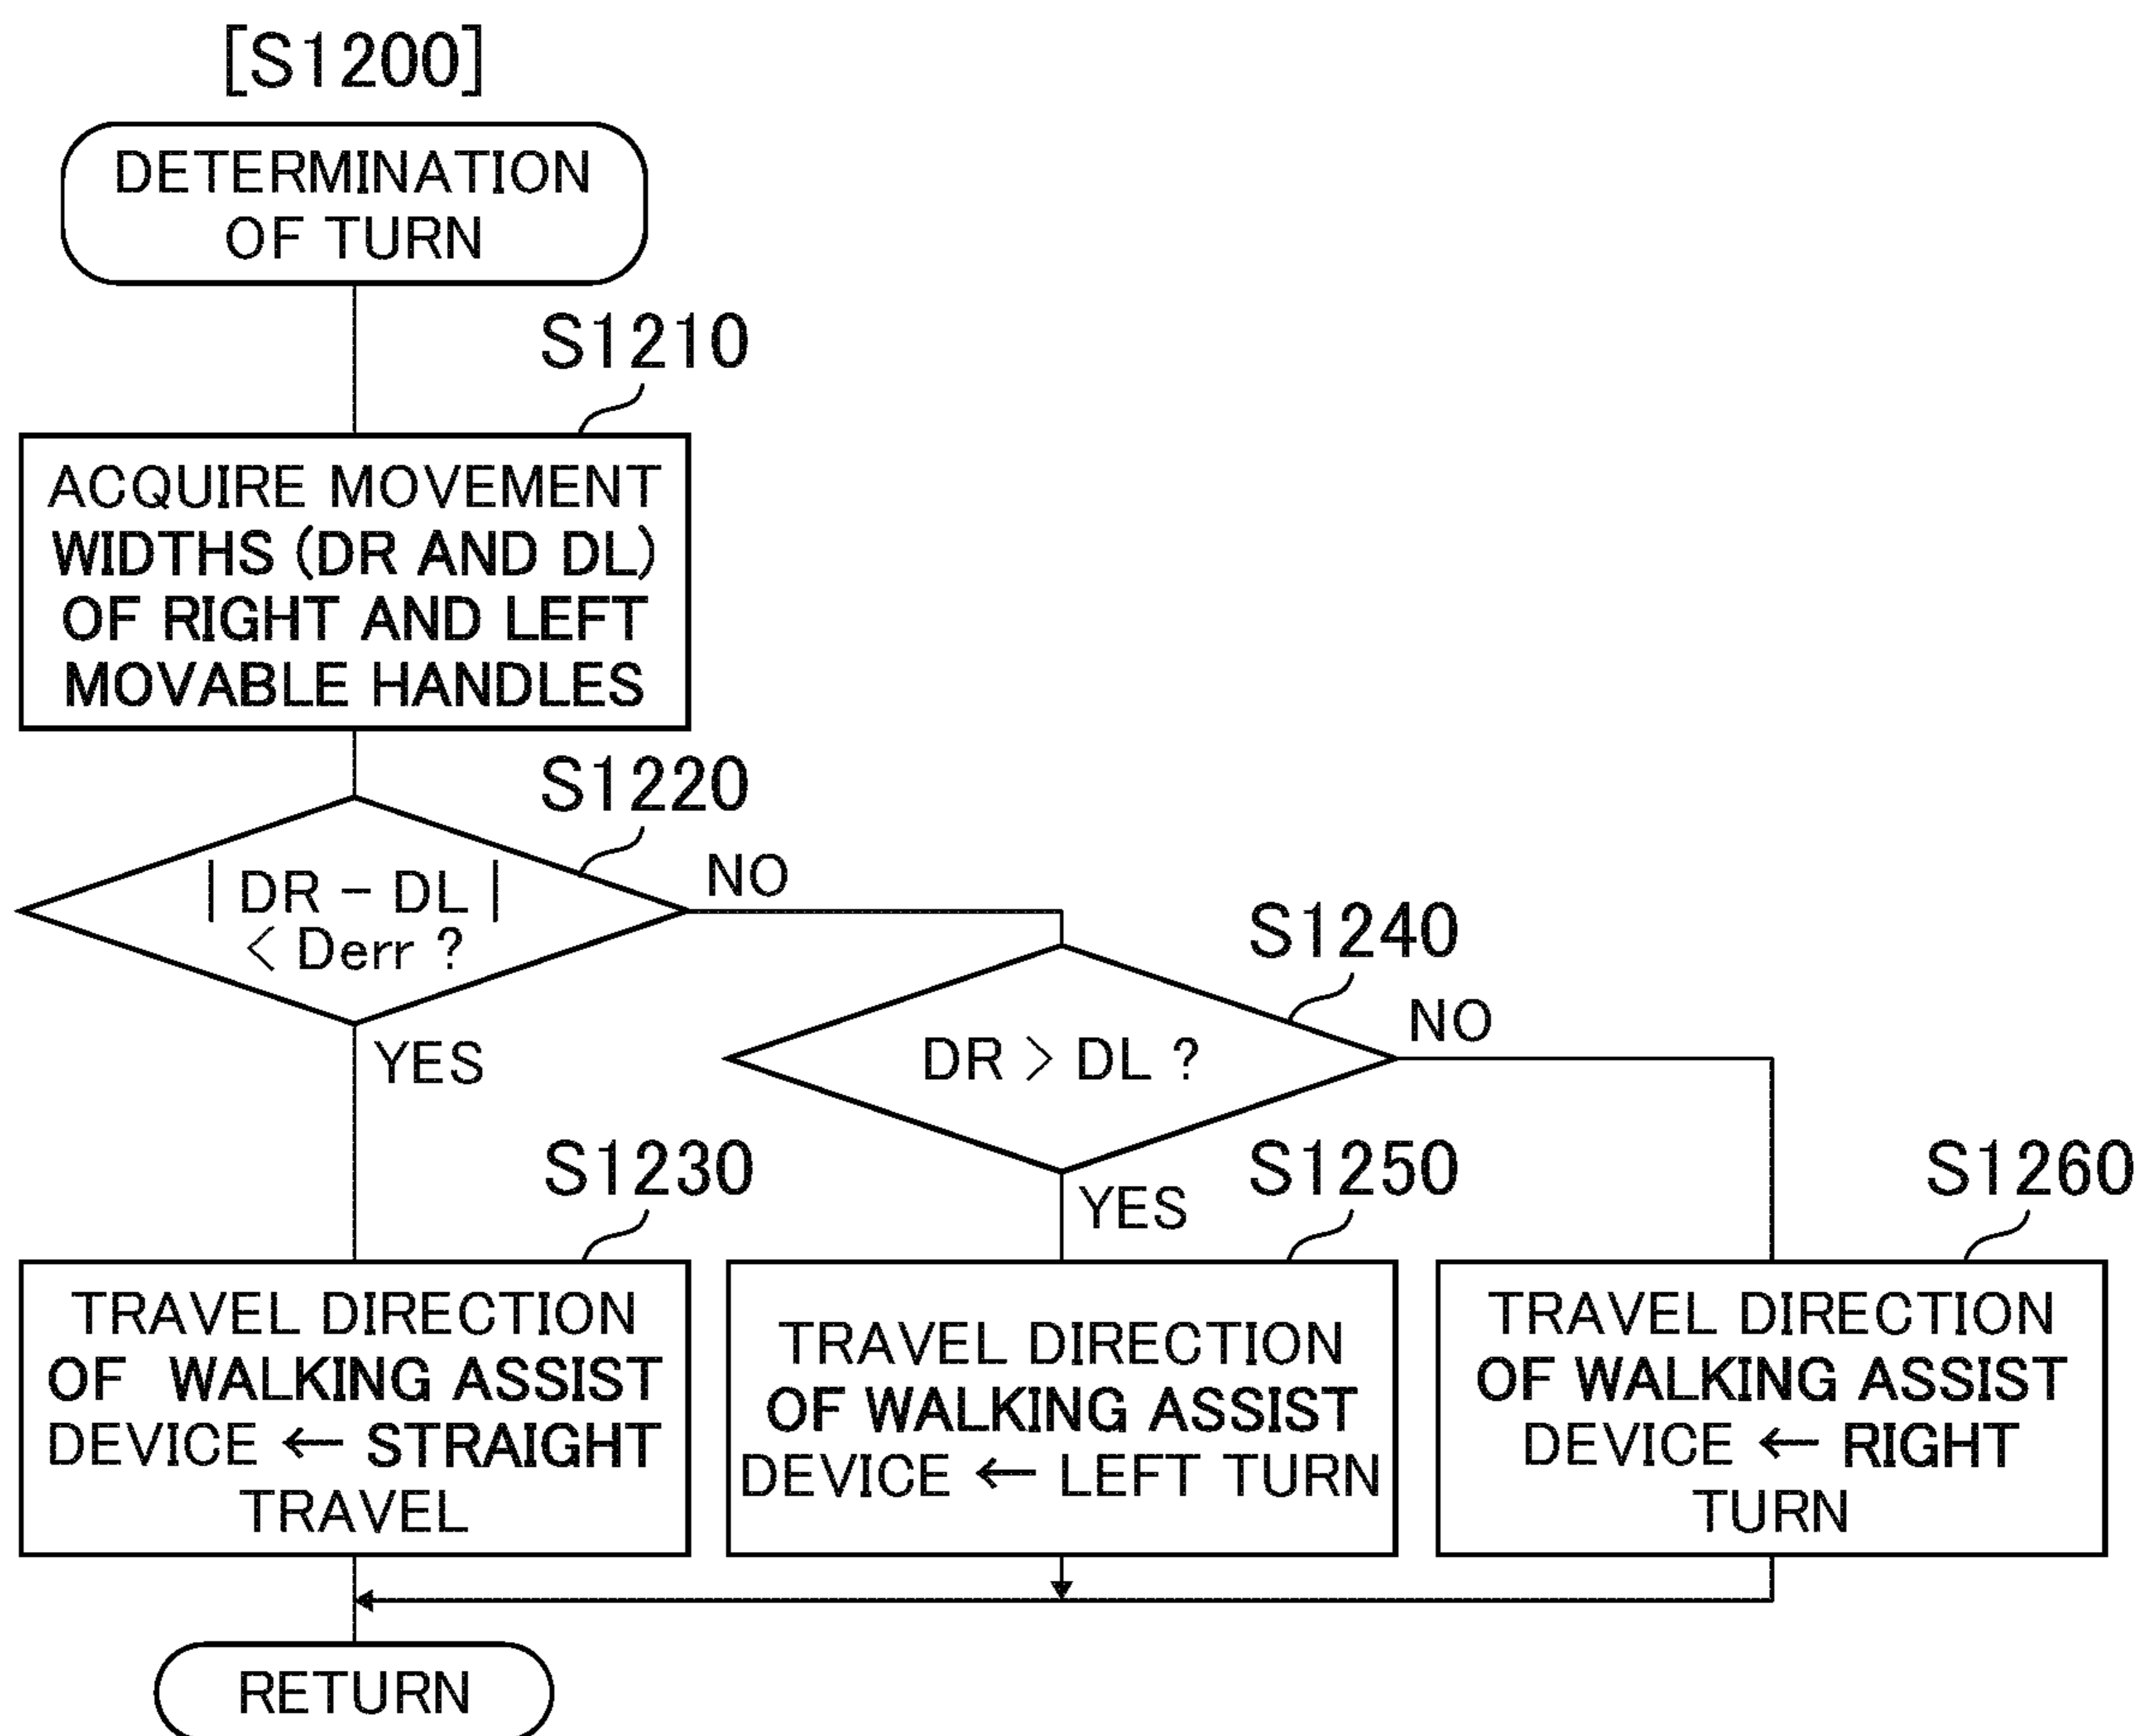 [S1200]
DETERMINATION
OF TURN
S1210
ACQUIRE MOVEMENT
WIDTHS (DR AND DL)
OF RIGHT AND LEFT
MOVABLE HANDLES
S1220
| DR − DL |
< Derr ?
NO
YES
S1240
DR > DL ?
NO
YES
S1230
TRAVEL DIRECTION
OF WALKING ASSIST
DEVICE ← STRAIGHT
TRAVEL
S1250
TRAVEL DIRECTION
OF WALKING ASSIST
DEVICE ← LEFT TURN
S1260
TRAVEL DIRECTION
OF WALKING ASSIST
DEVICE ← RIGHT
TURN
RETURN